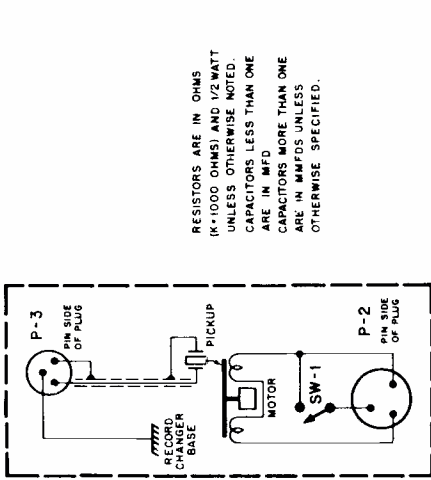 RESISTORS ARE IN OHMS
(K=1000 OHMS) AND 1/2 WATT
UNLESS OTHERWISE NOTED.
CAPACITORS LESS THAN ONE
ARE IN MFD
CAPACITORS MORE THAN ONE
ARE IN MMFDS UNLESS
OTHERWISE SPECIFIED.
P-3
PIN SIDE
OF PLUG
PICKUP
RECORD
CHANGER
BASE
MOTOR
SW-1
P-2
PIN SIDE
OF PLUG